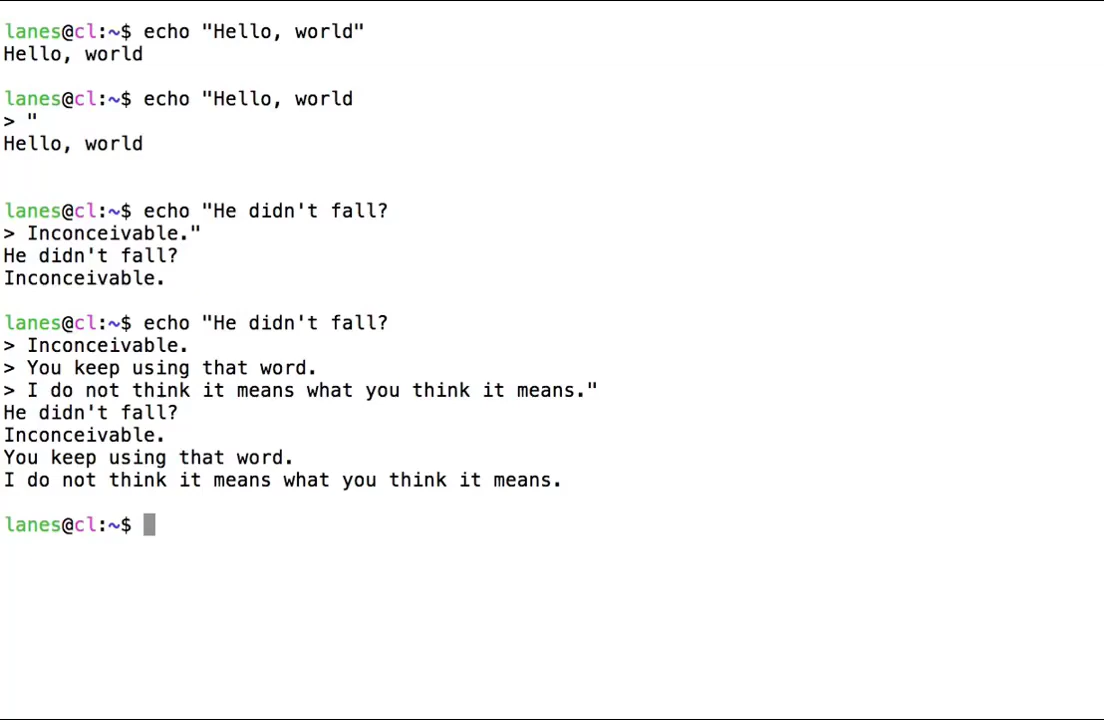 lanes@cl:~$ echo "Hello, world"
Hello, world
lanes@cl:~$ echo "Hello, world
> "
Hello, world
lanes@cl:~$ echo "He didn't fall?
> Inconceivable."
He didn't fall?
Inconceivable.
lanes@cl:~$ echo "He didn't fall?
> Inconceivable.
> You keep using that word.
> I do not think it means what you think it means."
He didn't fall?
Inconceivable.
You keep using that word.
I do not think it means what you think it means.
lanes@cl:~$